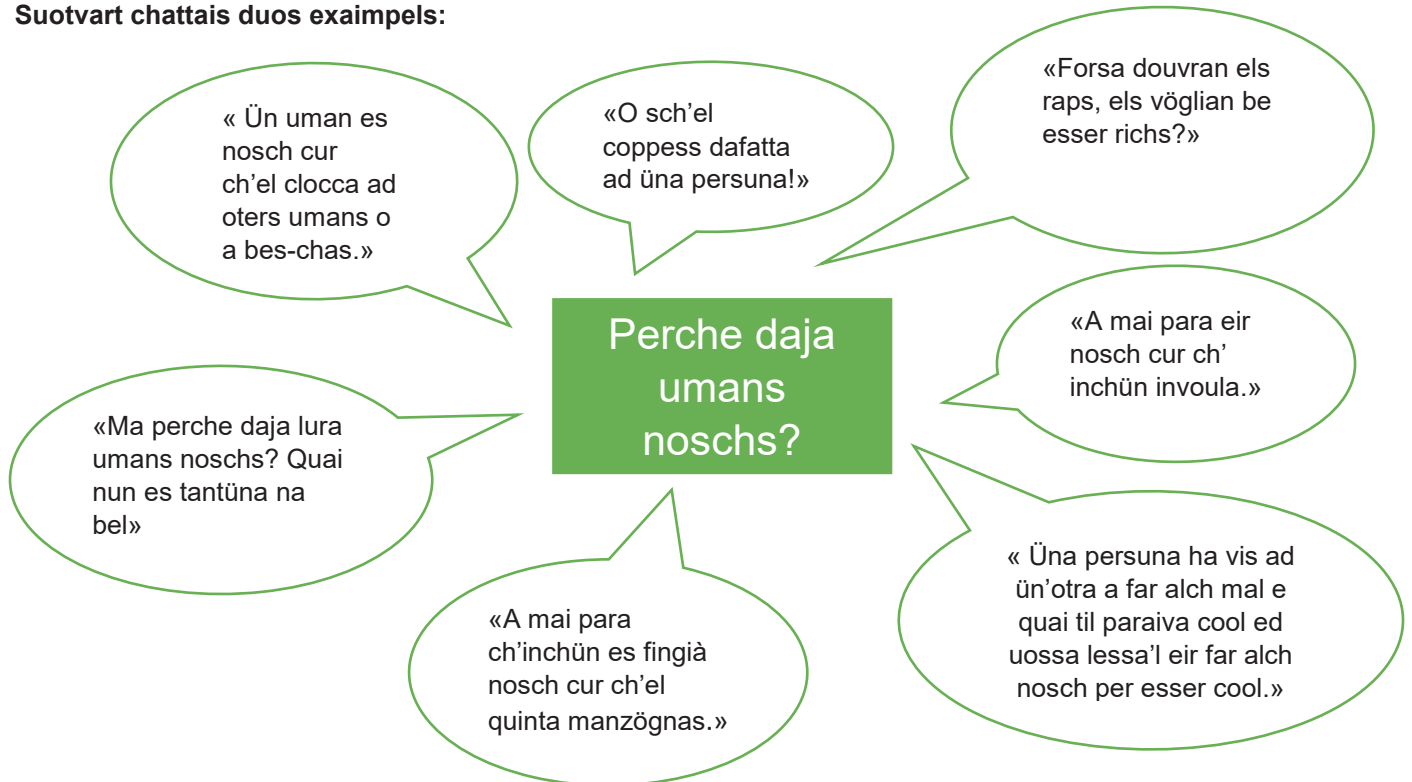 Suotvart chattais duos exaimpels:
« Ün uman es
nosch cur
ch’el clocca ad
oters umans o
a bes-chas.»
«O sch’el
coppess dafatta
ad üna persuna!»
«Forsa douvran els
raps, els vöglian be
esser richs?»
Perche daja
umans
noschs?
«A mai para eir
nosch cur ch’
inchün invoula.»
«Ma perche daja lura
umans noschs? Quai
nun es tantüna na
bel»
«A mai para
ch’inchün es fingià
nosch cur ch’el
quinta manzögnas.»
« Üna persuna ha vis ad
ün’otra a far alch mal e
quai til paraiva cool ed
uossa lessa’l eir far alch
nosch per esser cool.»